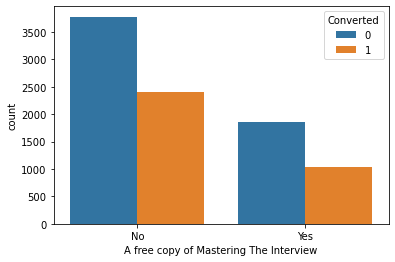 Converted
0
1
3500
3000
2500
2000
1500
1000
500
0
count
No
Yes
A free copy of Mastering The Interview